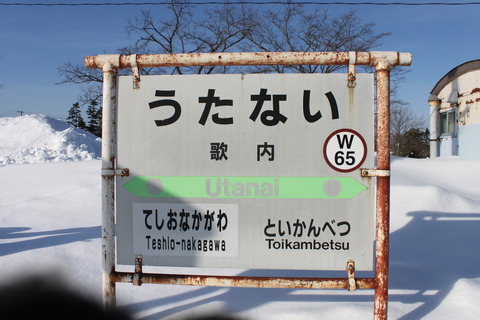 うたない
歌内
W
65
Utanai
てしおなかがわ
Teshio-nakagawa
といかんべつ
Toikambetsu